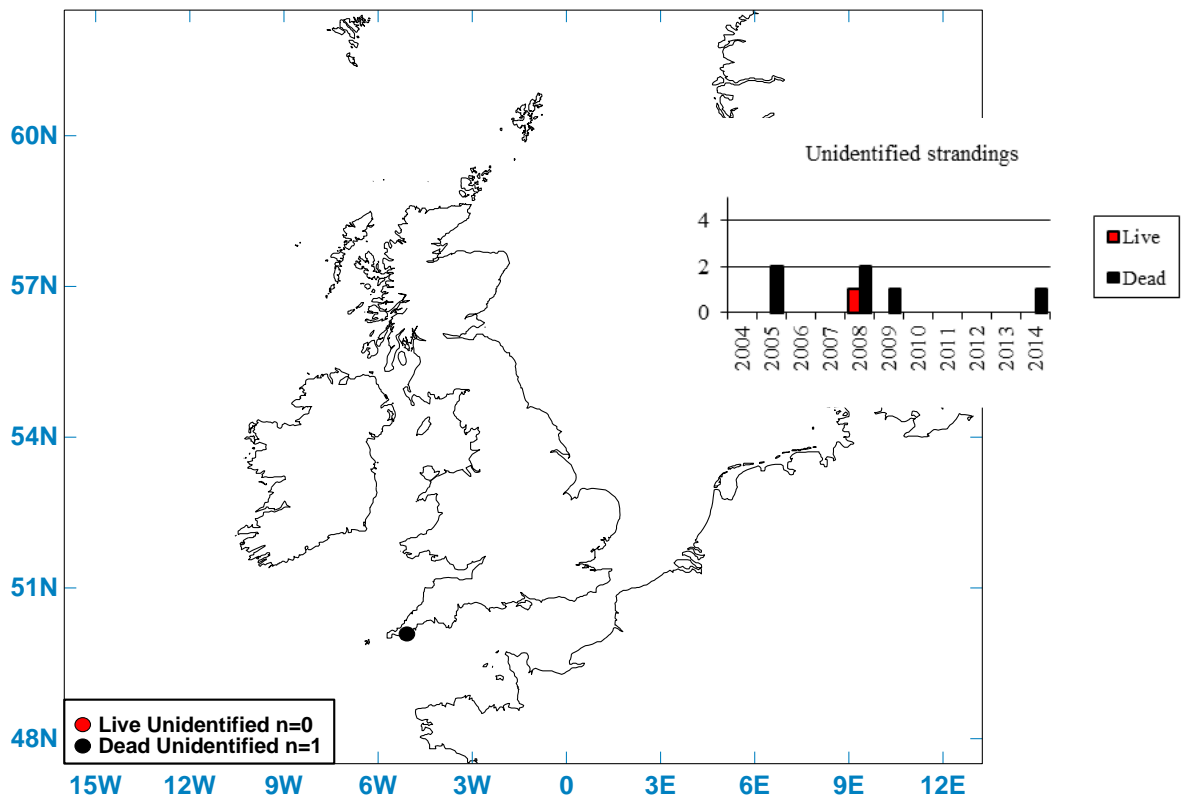 60N
57N
54N
51N
48N
Unidentified strandings
4
2
0
2004 2005 2006 2007 2008 2009 2010 2011 2012 2013 2014
Live
Dead
Live Unidentified n=0
Dead Unidentified n=1
15W 12W 9W 6W 3W 0 3E 6E 9E 12E